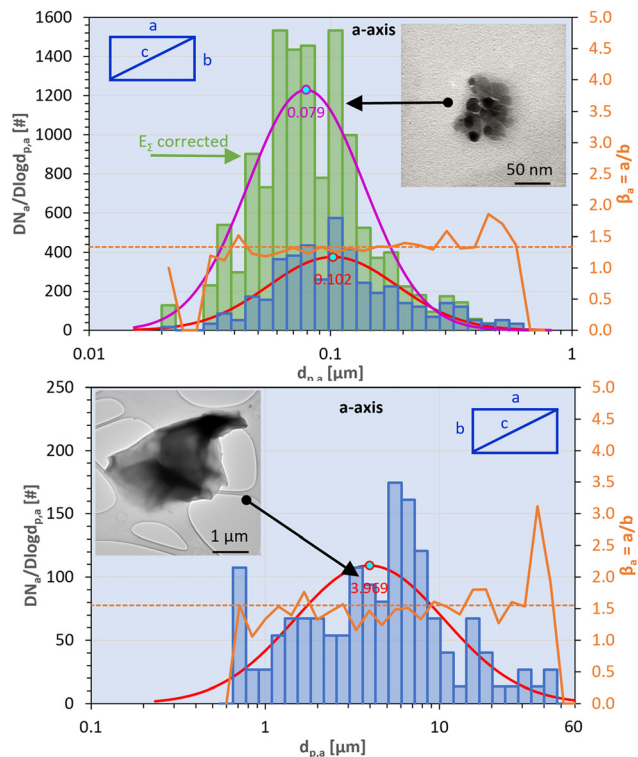 a
c
b
a-axis
E_Σ corrected
0.079
0.102
50 nm
1600
1400
1200
1000
800
600
400
200
0
DN_a/Dlogd_p,a [#]
5.0
4.5
4.0
3.5
3.0
2.5
2.0
1.5
1.0
0.5
0.0
β_a = a/b
0.01
0.1
1
d_p,a [μm]
a-axis
a
b
c
1 μm
3.969
250
200
150
100
50
0
DN_a/Dlogd_p,a [#]
5.0
4.5
4.0
3.5
3.0
2.5
2.0
1.5
1.0
0.5
0.0
β_a = a/b
0.1
1
10
60
d_p,a [μm]